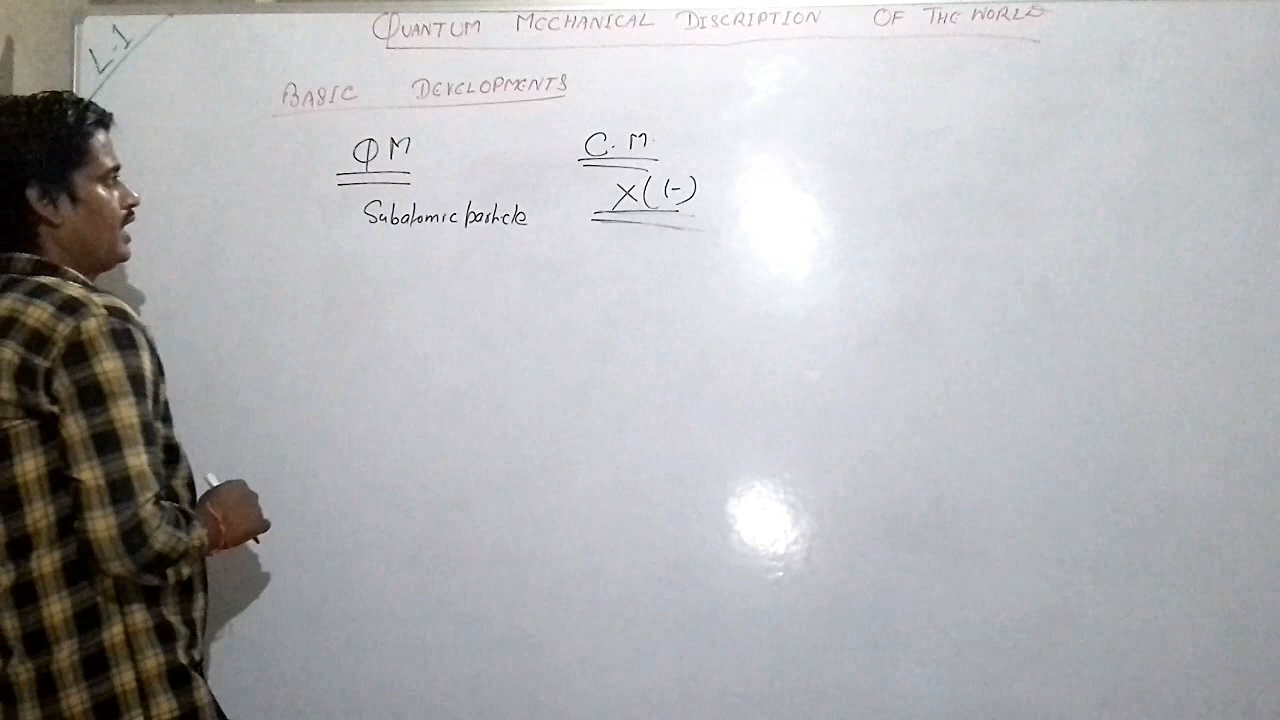 L-1
QUANTUM MECHANICAL DISCRIPTION OF THE WORLD
BASIC DEVELOPMENTS
QM C.M.
X(1-)
Subatomic particle